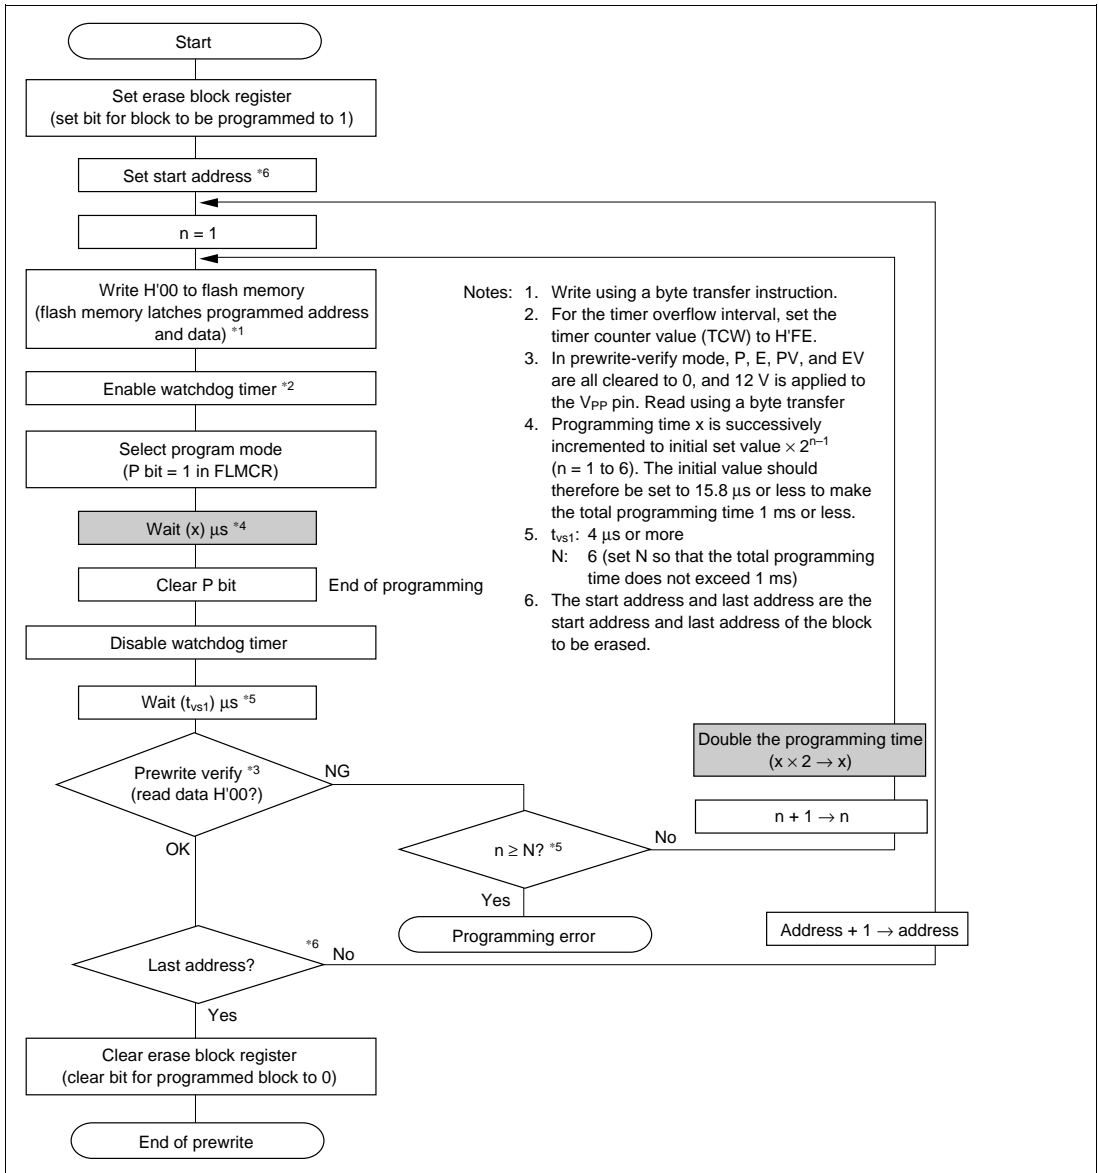 Start
Set erase block register
(set bit for block to be programmed to 1)
Set start address *6
n = 1
Write H'00 to flash memory
(flash memory latches programmed address
and data) *1
Enable watchdog timer *2
Select program mode
(P bit = 1 in FLMCR)
Wait (x) μs *4
Clear P bit
End of programming
Disable watchdog timer
Wait (tvs1) μs *5
Prewrite verify *3
(read data H'00?)
NG
OK
n ≥ N? *5
No
Yes
Programming error
Double the programming time
(x × 2 → x)
n + 1 → n
Address + 1 → address
Last address?
*6
No
Yes
Clear erase block register
(clear bit for programmed block to 0)
End of prewrite
Notes: 1. Write using a byte transfer instruction.
2. For the timer overflow interval, set the
timer counter value (TCW) to H'FE.
3. In prewrite-verify mode, P, E, PV, and EV
are all cleared to 0, and 12 V is applied to
the VPP pin. Read using a byte transfer
4. Programming time x is successively
incremented to initial set value × 2n–1
(n = 1 to 6). The initial value should
therefore be set to 15.8 μs or less to make
the total programming time 1 ms or less.
5. tvs1: 4 μs or more
N: 6 (set N so that the total programming
time does not exceed 1 ms)
6. The start address and last address are the
start address and last address of the block
to be erased.